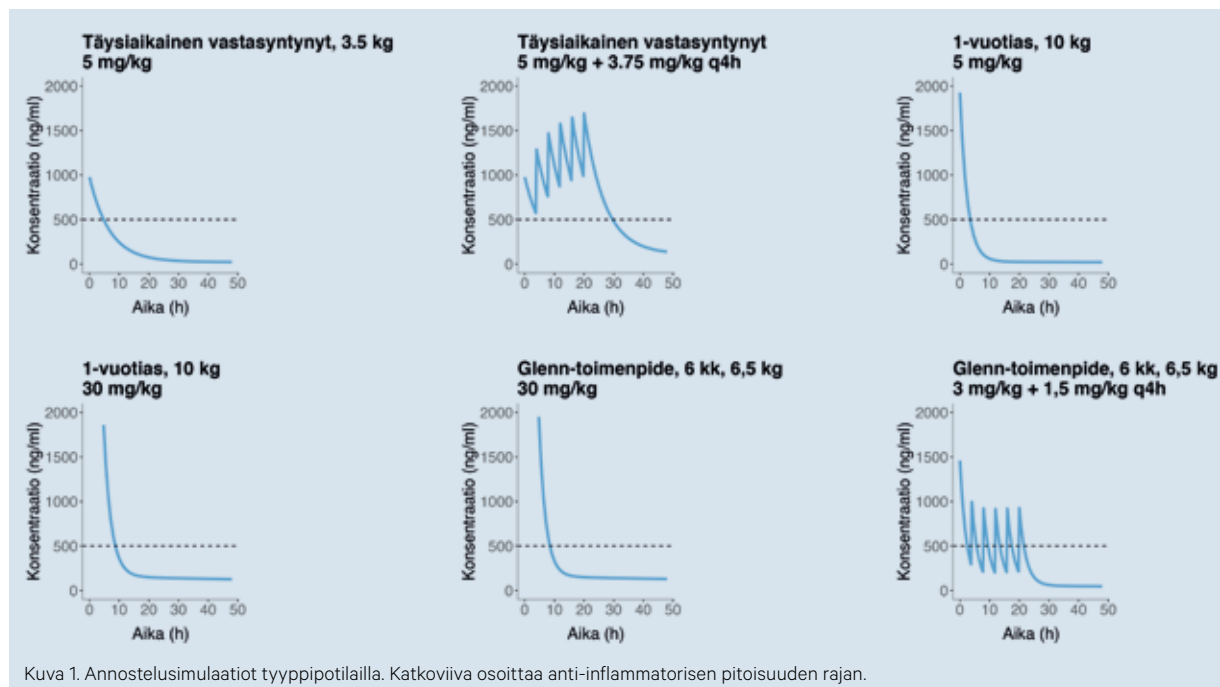 Täysiaikainen vastasyntynyt, 3.5 kg
5 mg/kg
2000
1500
1000
500
0
Konsentraatio (ng/ml)
0 10 20 30 40 50
Aika (h)
Täysiaikainen vastasyntynyt
5 mg/kg + 3.75 mg/kg q4h
2000
1500
1000
500
0
Konsentraatio (ng/ml)
0 10 20 30 40 50
Aika (h)
1-vuotias, 10 kg
5 mg/kg
2000
1500
1000
500
0
Konsentraatio (ng/ml)
0 10 20 30 40 50
Aika (h)
1-vuotias, 10 kg
30 mg/kg
2000
1500
1000
500
0
Konsentraatio (ng/ml)
0 10 20 30 40 50
Aika (h)
Glenn-toimenpide, 6 kk, 6,5 kg
30 mg/kg
2000
1500
1000
500
0
Konsentraatio (ng/ml)
0 10 20 30 40 50
Aika (h)
Glenn-toimenpide, 6 kk, 6,5 kg
3 mg/kg + 1,5 mg/kg q4h
2000
1500
1000
500
0
Konsentraatio (ng/ml)
0 10 20 30 40 50
Aika (h)
Kuva 1. Annostelusimulaatiot tyyppipotilailla. Katkoviiva osoittaa anti-inflammatorisen pitoisuuden rajan.